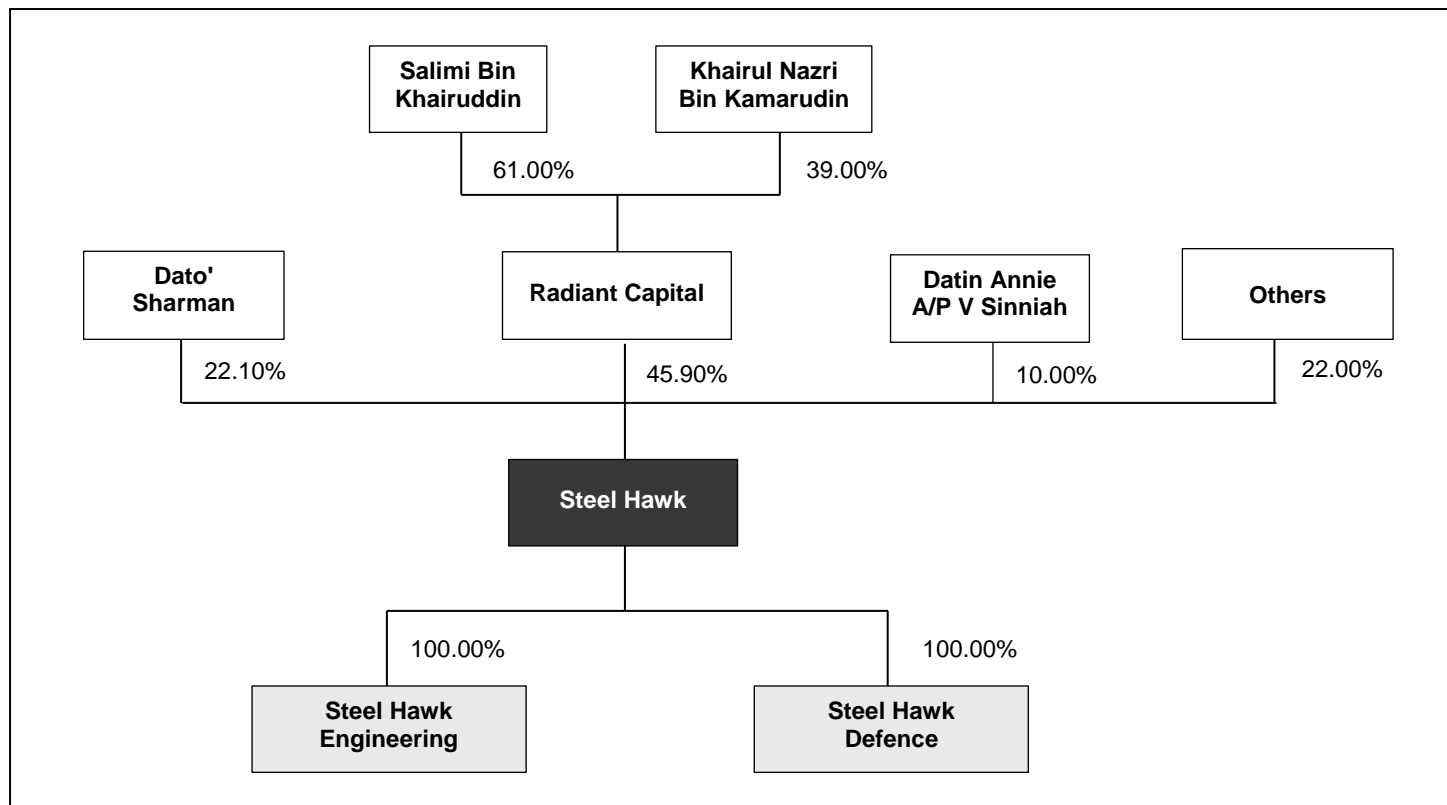 Salimi Bin
Khairuddin
Khairul Nazri
Bin Kamarudin
61.00%
39.00%
Dato'
Sharman
Radiant Capital
Datin Annie
A/P V Sinniah
Others
22.10%
45.90%
10.00%
22.00%
Steel Hawk
100.00%
100.00%
Steel Hawk
Engineering
Steel Hawk
Defence